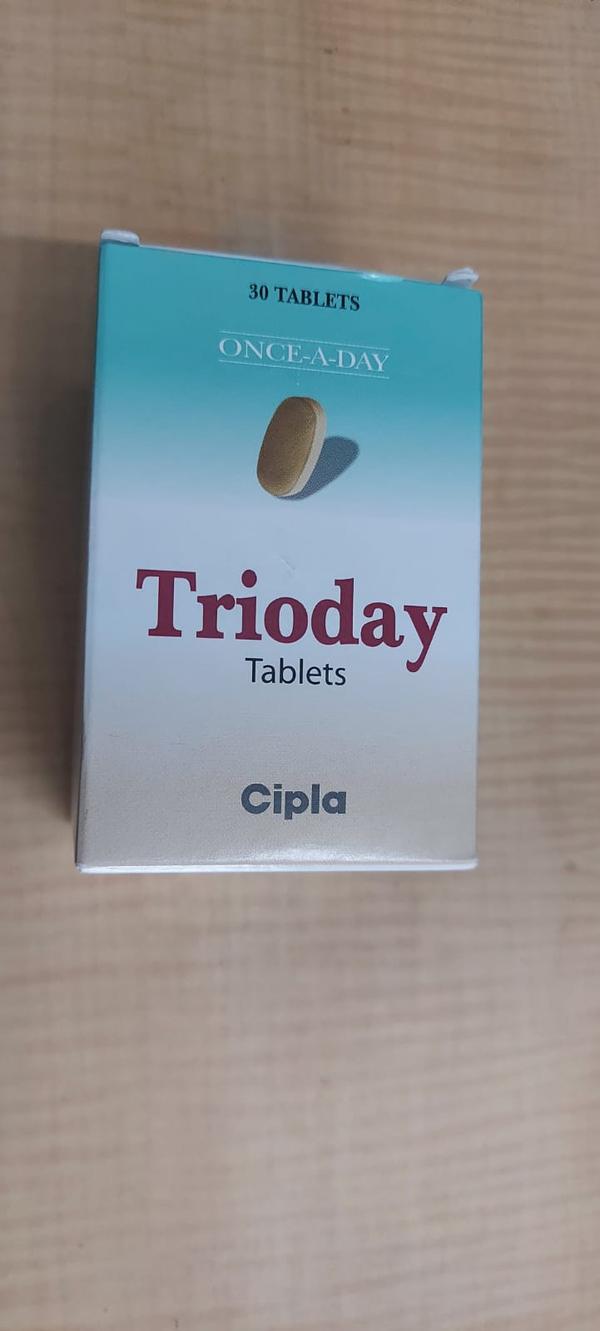 30 TABLETS
ONCE-A-DAY
Trioday
Tablets
Cipla